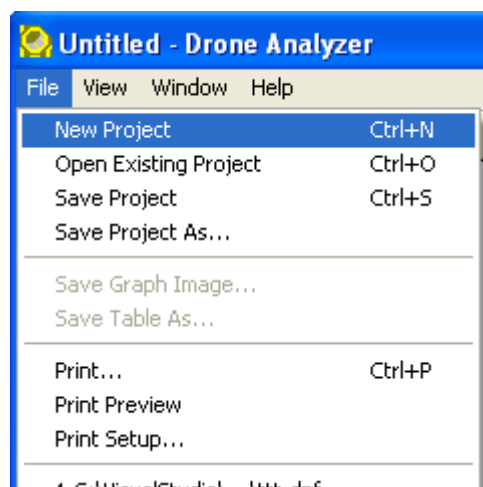 Untitled - Drone Analyzer
File View Window Help
New Project Ctrl+N
Open Existing Project Ctrl+O
Save Project Ctrl+S
Save Project As...
Save Graph Image...
Save Table As...
Print... Ctrl+P
Print Preview
Print Setup...